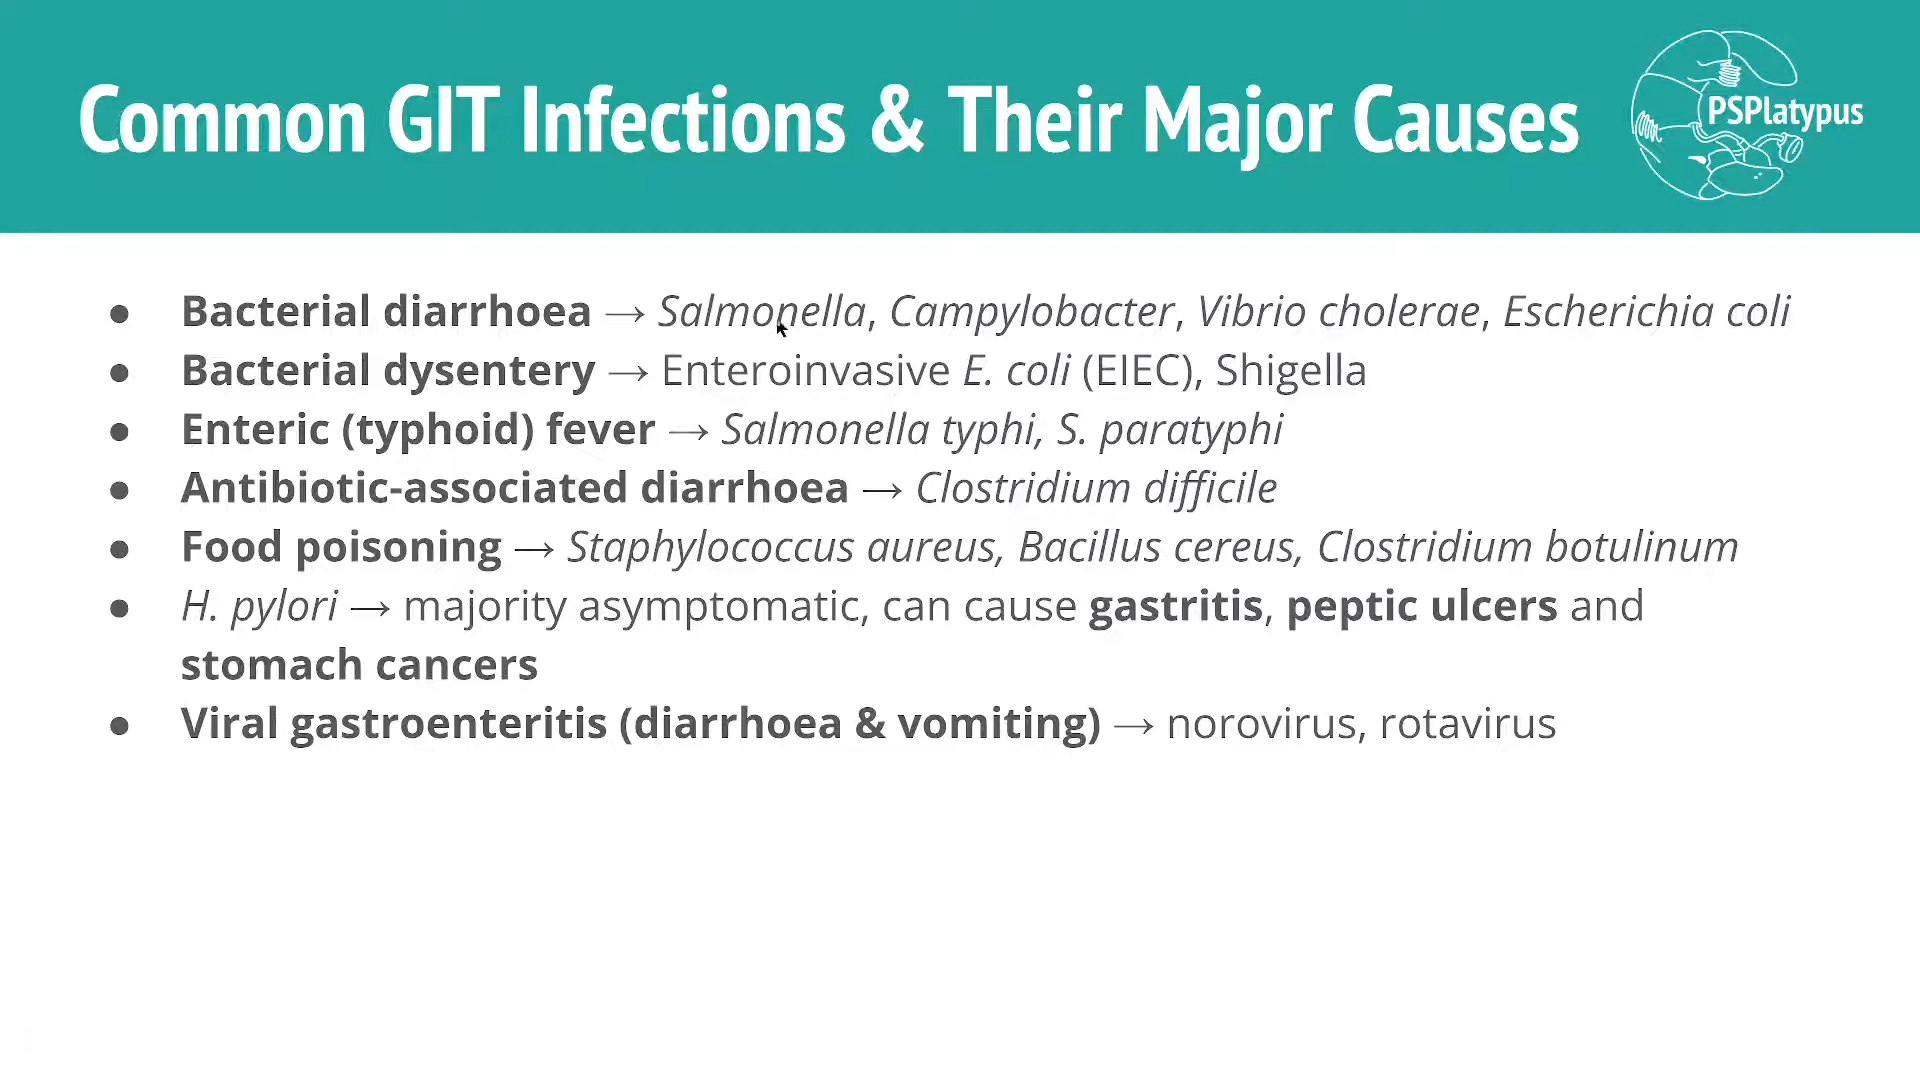 Common GIT Infections & Their Major Causes
PSPlatypus
● Bacterial diarrhoea → Salmonella, Campylobacter, Vibrio cholerae, Escherichia coli
● Bacterial dysentery → Enteroinvasive E. coli (EIEC), Shigella
● Enteric (typhoid) fever → Salmonella typhi, S. paratyphi
● Antibiotic-associated diarrhoea → Clostridium difficile
● Food poisoning → Staphylococcus aureus, Bacillus cereus, Clostridium botulinum
● H. pylori → majority asymptomatic, can cause gastritis, peptic ulcers and
stomach cancers
● Viral gastroenteritis (diarrhoea & vomiting) → norovirus, rotavirus